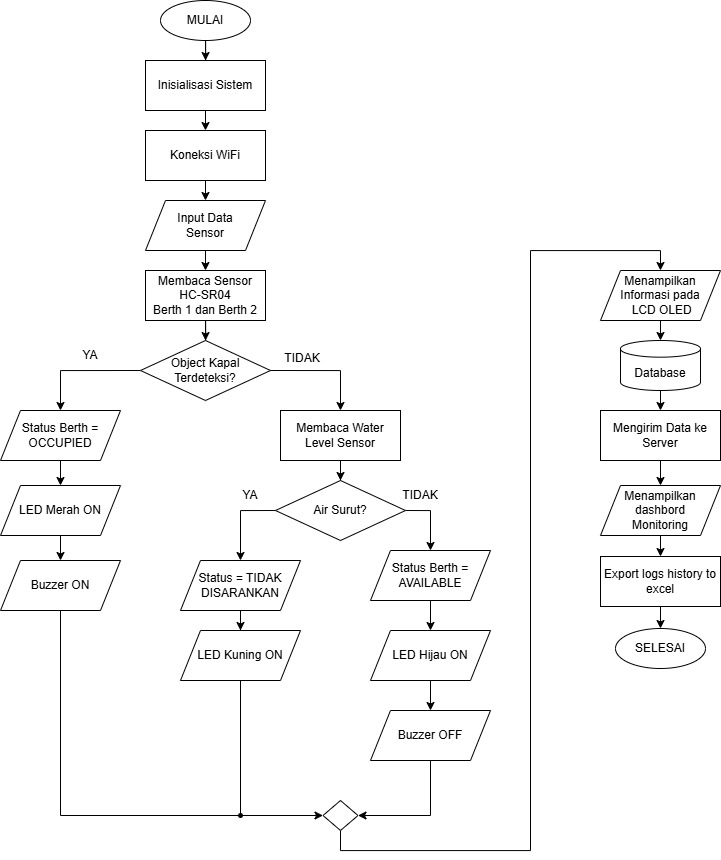 MULAI
Inisialisasi Sistem
Koneksi WiFi
Input Data
Sensor
Membaca Sensor
HC-SR04
Berth 1 dan Berth 2
Object Kapal
Terdeteksi?
YA
TIDAK
Status Berth =
OCCUPIED
LED Merah ON
Buzzer ON
Membaca Water
Level Sensor
Air Surut?
YA
TIDAK
Status = TIDAK
DISARANKAN
LED Kuning ON
Status Berth =
AVAILABLE
LED Hijau ON
Buzzer OFF
Menampilkan
Informasi pada
LCD OLED
Database
Mengirim Data ke
Server
Menampilkan
dashbord
Monitoring
Export logs history to
excel
SELESAI